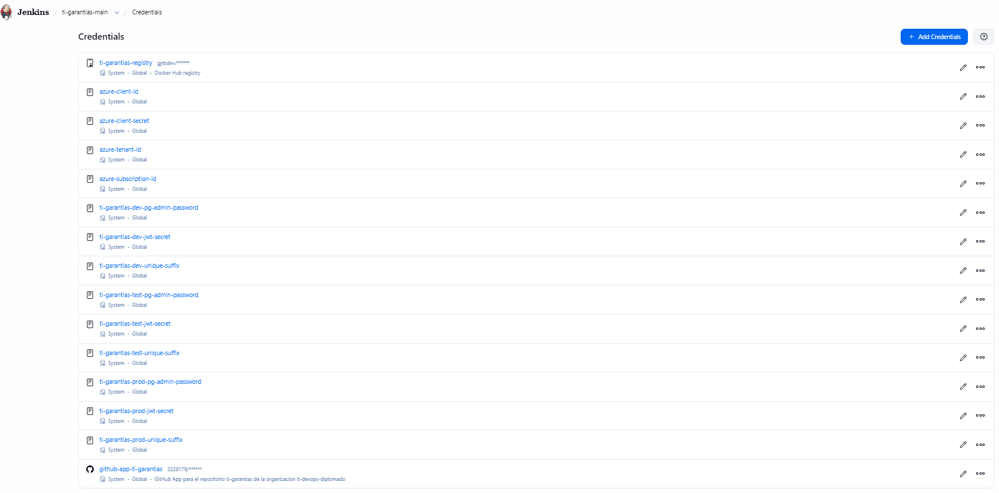 Jenkins / ti-garantias-main / Credentials
Credentials
+ Add Credentials
ti-garantias-registry gjrbdev/******
System - Global - Docker Hub registry
azure-client-id
System - Global
azure-client-secret
System - Global
azure-tenant-id
System - Global
azure-subscription-id
System - Global
ti-garantias-dev-pg-admin-password
System - Global
ti-garantias-dev-jwt-secret
System - Global
ti-garantias-dev-unique-suffix
System - Global
ti-garantias-test-pg-admin-password
System - Global
ti-garantias-test-jwt-secret
System - Global
ti-garantias-test-unique-suffix
System - Global
ti-garantias-prod-pg-admin-password
System - Global
ti-garantias-prod-jwt-secret
System - Global
ti-garantias-prod-unique-suffix
System - Global
github-app-ti-garantias 3228179/******
System - Global - GitHub App para el repositorio ti-garantias de la organizacion ti-devops-diplomado